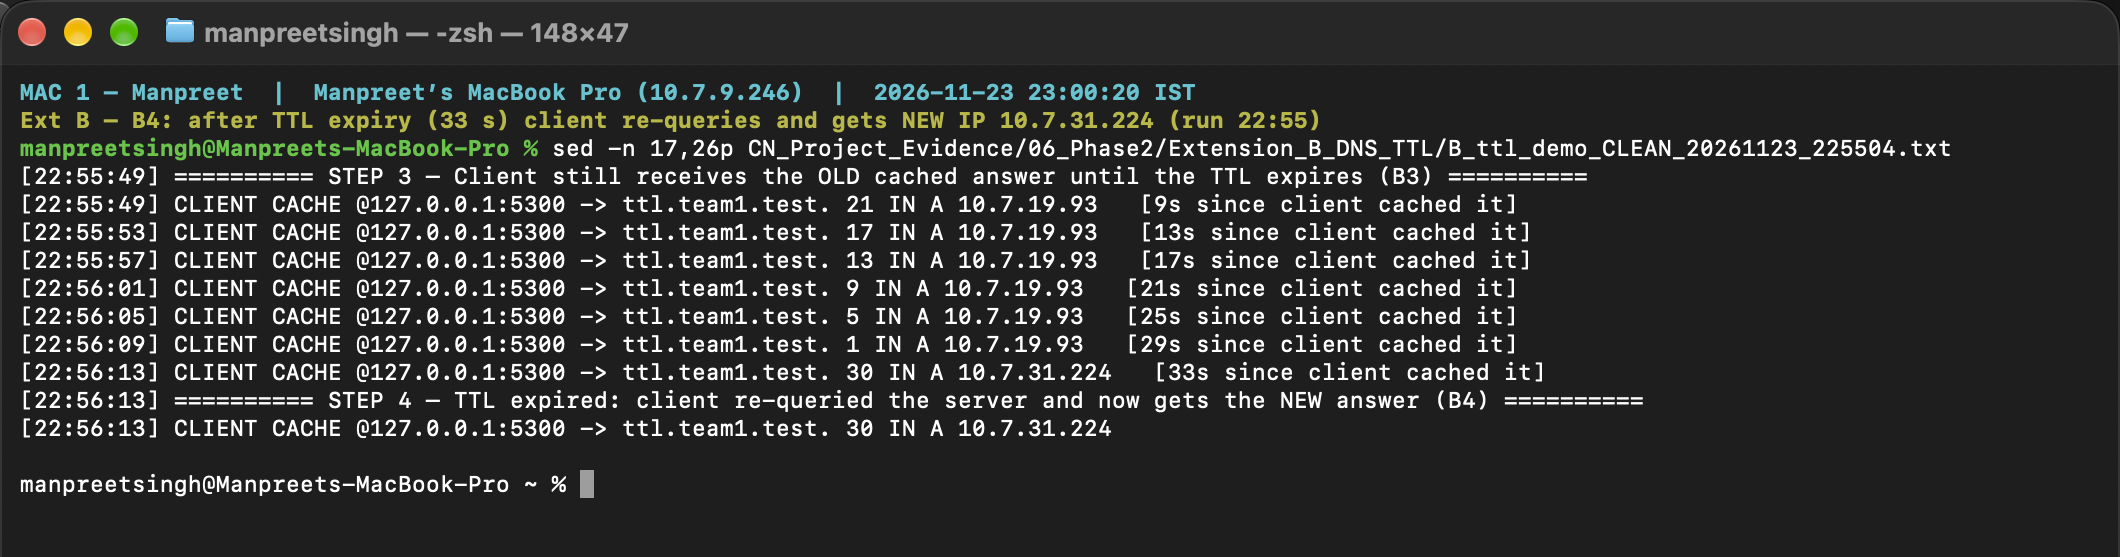 manpreetsingh — -zsh — 148×47
MAC 1 — Manpreet | Manpreet’s MacBook Pro (10.7.9.246) | 2026-11-23 23:00:20 IST
Ext B — B4: after TTL expiry (33 s) client re-queries and gets NEW IP 10.7.31.224 (run 22:55)
manpreetsingh@Manpreets-MacBook-Pro % sed -n 17,26p CN_Project_Evidence/06_Phase2/Extension_B_DNS_TTL/B_ttl_demo_CLEAN_20261123_225504.txt
[22:55:49] ========== STEP 3 — Client still receives the OLD cached answer until the TTL expires (B3) ==========
[22:55:49] CLIENT CACHE @127.0.0.1:5300 -> ttl.team1.test. 21 IN A 10.7.19.93   [9s since client cached it]
[22:55:53] CLIENT CACHE @127.0.0.1:5300 -> ttl.team1.test. 17 IN A 10.7.19.93   [13s since client cached it]
[22:55:57] CLIENT CACHE @127.0.0.1:5300 -> ttl.team1.test. 13 IN A 10.7.19.93   [17s since client cached it]
[22:56:01] CLIENT CACHE @127.0.0.1:5300 -> ttl.team1.test. 9 IN A 10.7.19.93   [21s since client cached it]
[22:56:05] CLIENT CACHE @127.0.0.1:5300 -> ttl.team1.test. 5 IN A 10.7.19.93   [25s since client cached it]
[22:56:09] CLIENT CACHE @127.0.0.1:5300 -> ttl.team1.test. 1 IN A 10.7.19.93   [29s since client cached it]
[22:56:13] CLIENT CACHE @127.0.0.1:5300 -> ttl.team1.test. 30 IN A 10.7.31.224   [33s since client cached it]
[22:56:13] ========== STEP 4 — TTL expired: client re-queried the server and now gets the NEW answer (B4) ==========
[22:56:13] CLIENT CACHE @127.0.0.1:5300 -> ttl.team1.test. 30 IN A 10.7.31.224
manpreetsingh@Manpreets-MacBook-Pro ~ %